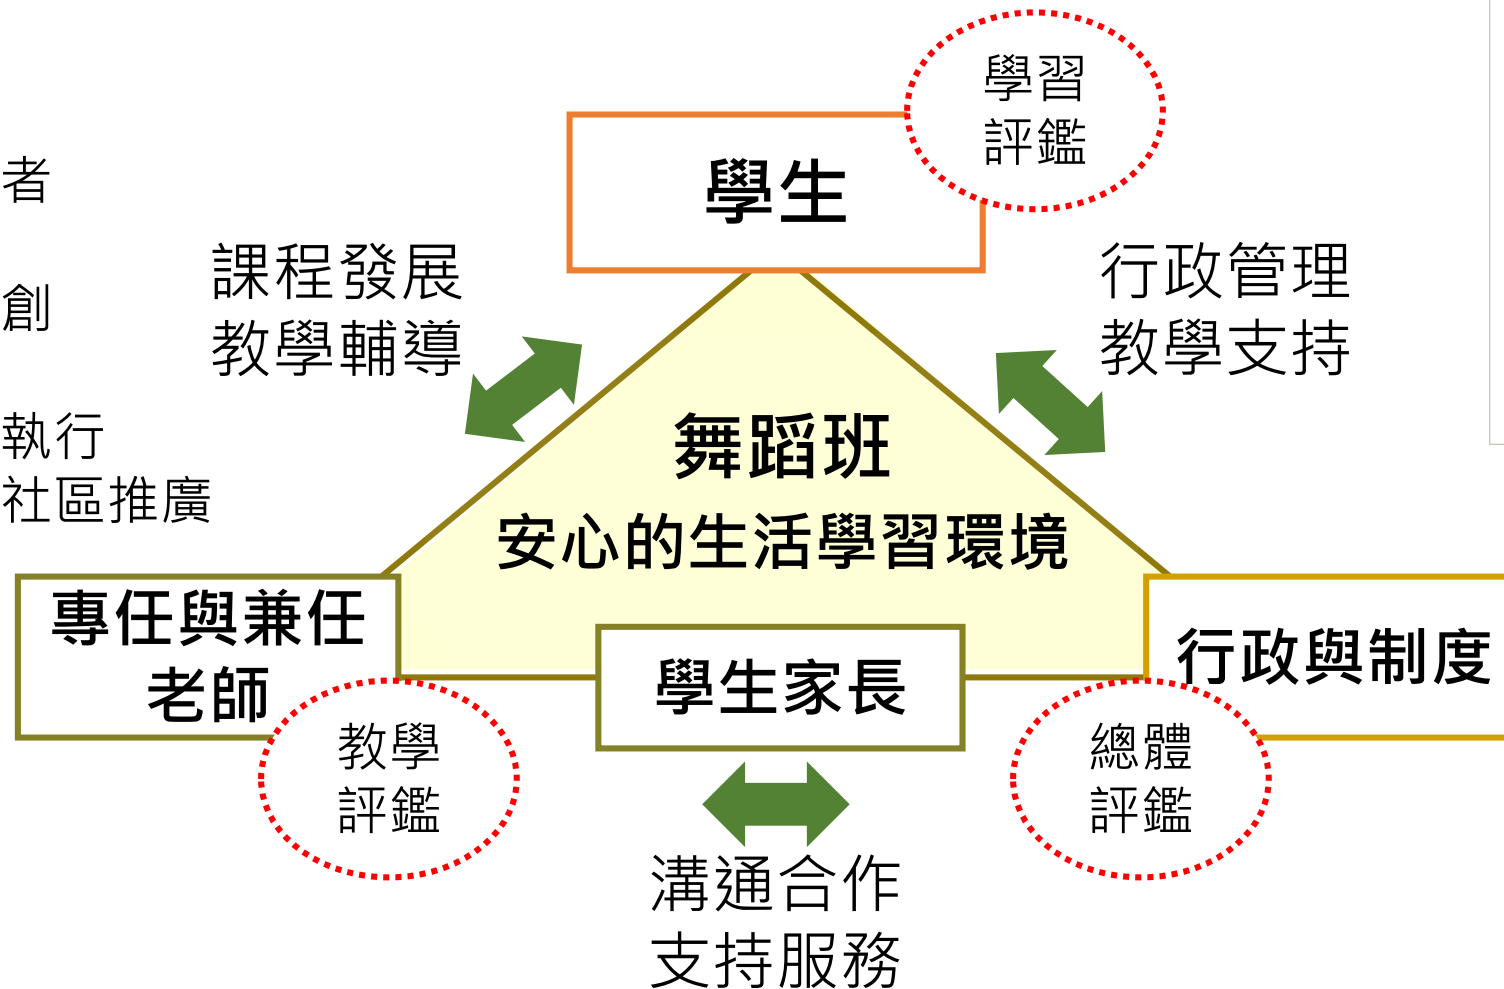 學習
評鑑
學生
者
創
執行
社區推廣
課程發展
教學輔導
行政管理
教學支持
舞蹈班
安心的生活學習環境
專任與兼任
老師
學生家長
行政與制度
教學
評鑑
總體
評鑑
溝通合作
支持服務